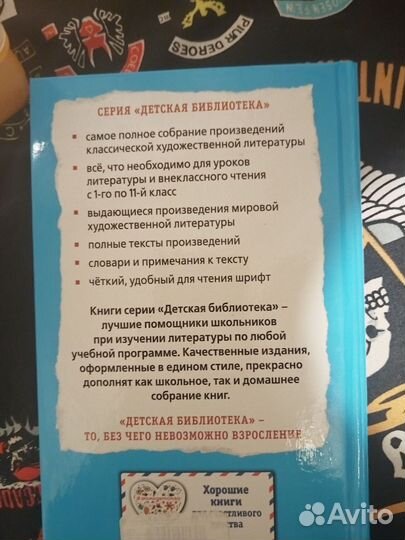 СЕРИЯ «ДЕТСКАЯ БИБЛИОТЕКА»
самое полное собрание произведений
классической художественной литературы
всё, что необходимо для уроков
литературы и внеклассного чтения
с 1-го по 11-й класс
выдающиеся произведения мировой
художественной литературы
полные тексты произведений
словари и примечания к тексту
чёткий, удобный для чтения шрифт
Книги серии «Детская библиотека» –
лучшие помощники школьников
при изучении литературы по любой
учебной программе. Качественные издания,
оформленные в едином стиле, прекрасно
дополнят как школьное, так и домашнее
собрание книг.
«ДЕТСКАЯ БИБЛИОТЕКА» –
ТО, БЕЗ ЧЕГО НЕВОЗМОЖНО ВЗРОСЛЕНИЕ
Хорошие
книги
PUR DEROES
Avito